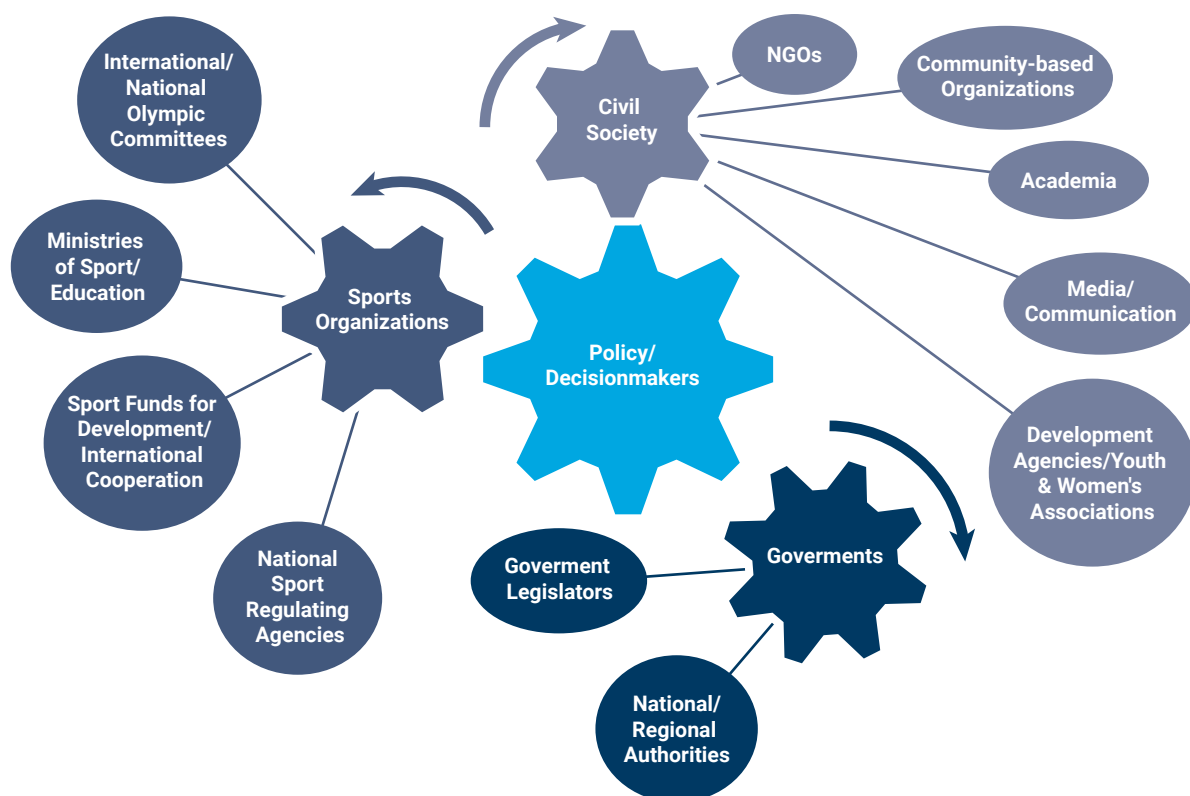 International/
National
Olympic
Committees
Ministries
of Sport/
Education
Sport Funds for
Development/
International
Cooperation
National
Sport
Regulating
Agencies
Sports
Organizations
Civil
Society
NGOs
Community-based
Organizations
Academia
Media/
Communication
Development
Agencies/Youth
& Women's
Associations
Policy/
Decisionmakers
Goverments
Goverment
Legislators
National/
Regional
Authorities